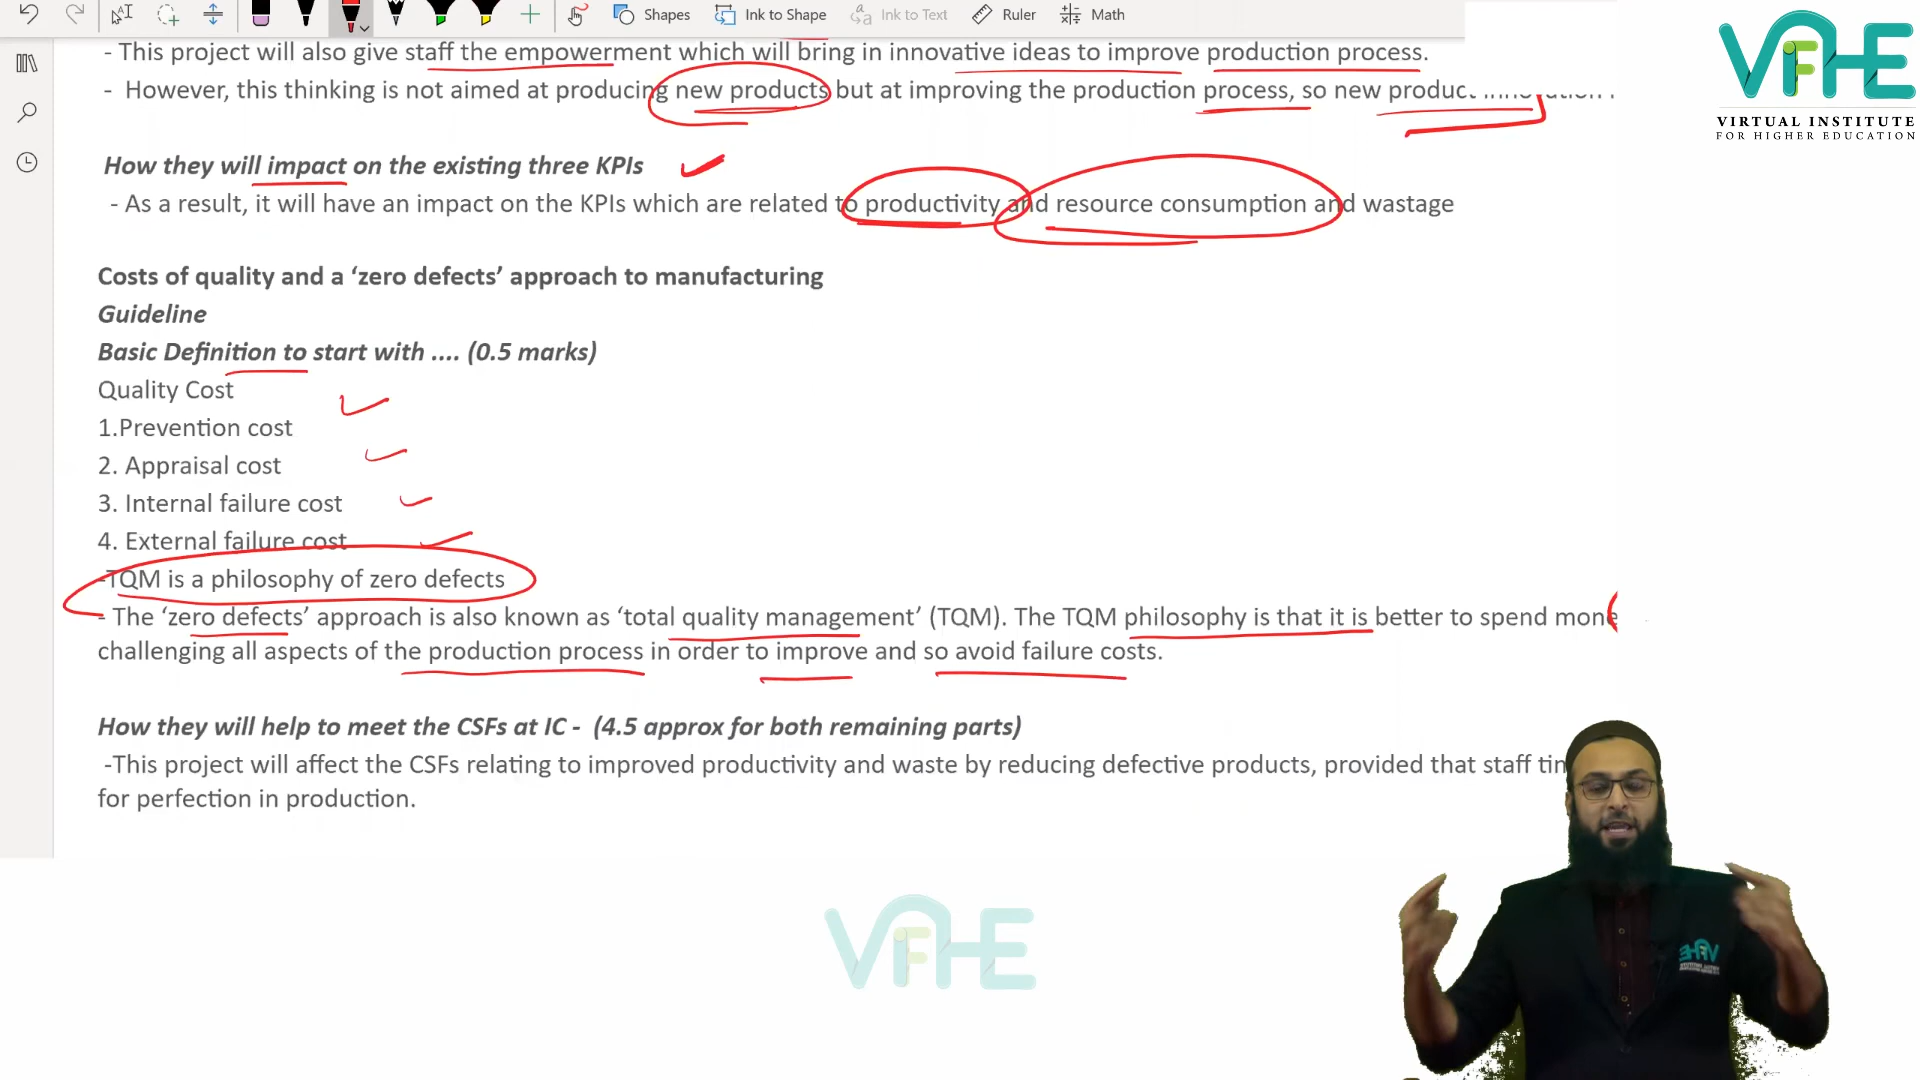 Shapes Ink to Shape Ink to Text Ruler Math
- This project will also give staff the empowerment which will bring in innovative ideas to improve production process.
- However, this thinking is not aimed at producing new products but at improving the production process, so new product
How they will impact on the existing three KPIs
- As a result, it will have an impact on the KPIs which are related to productivity and resource consumption and wastage
Costs of quality and a ‘zero defects’ approach to manufacturing
Guideline
Basic Definition to start with .... (0.5 marks)
Quality Cost
1.Prevention cost
2. Appraisal cost
3. Internal failure cost
4. External failure cost
-TQM is a philosophy of zero defects
- The ‘zero defects’ approach is also known as ‘total quality management’ (TQM). The TQM philosophy is that it is better to spend
challenging all aspects of the production process in order to improve and so avoid failure costs.
How they will help to meet the CSFs at IC - (4.5 approx for both remaining parts)
-This project will affect the CSFs relating to improved productivity and waste by reducing defective products, provided that staff
for perfection in production.
VIFHE
VIRTUAL INSTITUTE
FOR HIGHER EDUCATION
VIFHE